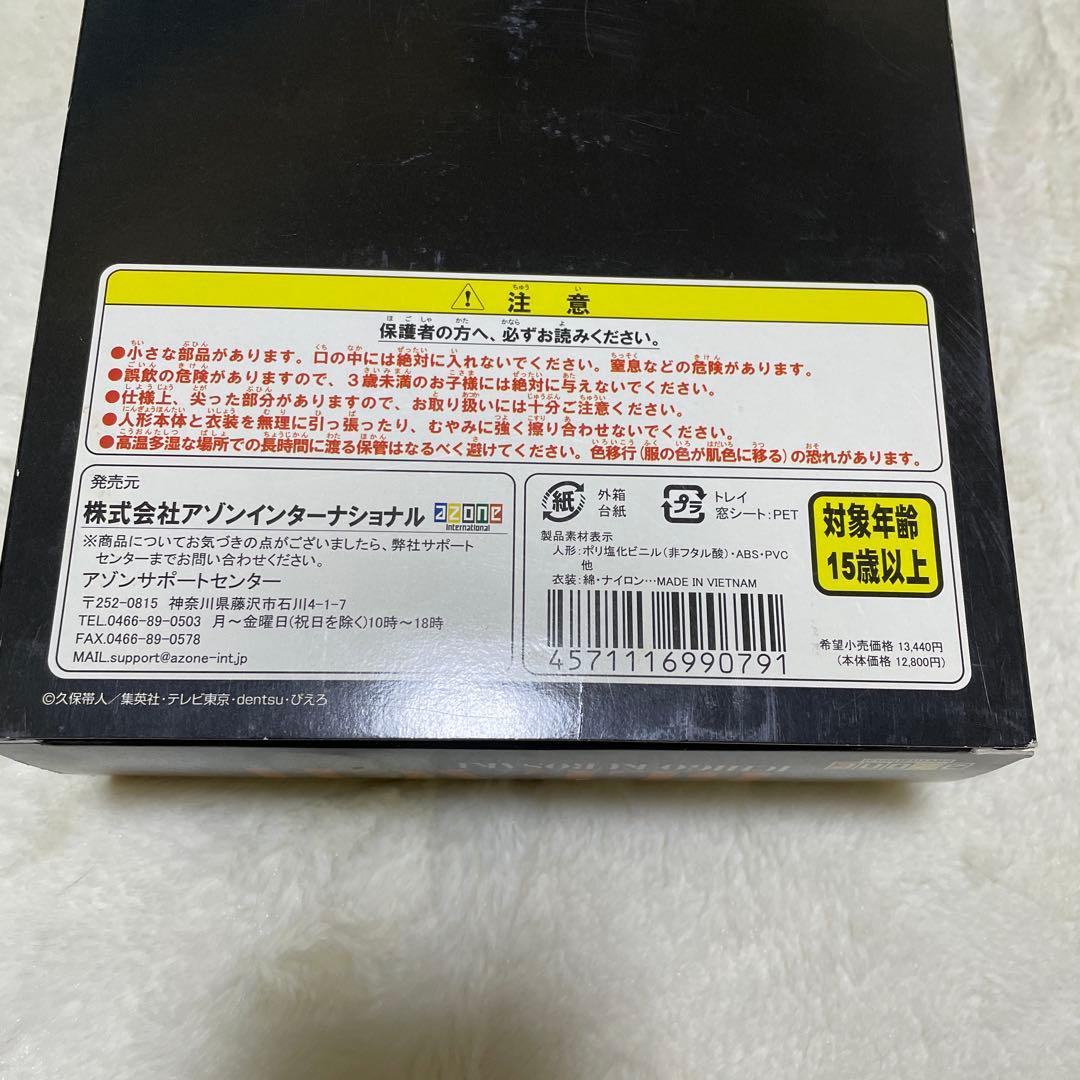 注意
保護者の方へ、必ずお読みください。
●小さな部品があります。口の中には絶対に入れないでください。窒息などの危険があります。
●誤飲の危険がありますので、3歳未満のお子様には絶対に与えないでください。
●仕様上、尖った部分がありますので、お取り扱いには十分ご注意ください。
●人形本体と衣装を無理に引っ張ったり、むやみに強く擦り合わせないでください。
●高温多湿な場所での長時間に渡る保管はなるべく避けてください。色移行(服の色が肌色に移る)の恐れがあります。
発売元
株式会社アゾンインターナショナル azone international
※商品についてお気づきの点がございましたら、弊社サポート
センターまでお問い合わせください。
アゾンサポートセンター
〒252-0815 神奈川県藤沢市石川4-1-7
TEL.0466-89-0503 月〜金曜日(祝日を除く)10時〜18時
FAX.0466-89-0578
MAIL.support@azone-int.jp
紙 外箱
台紙
プラ トレイ
窓シート:PET
製品素材表示
人形:ポリ塩化ビニル(非フタル酸)・ABS・PVC
他
衣装:綿・ナイロン…MADE IN VIETNAM
4571116990791
対象年齢
15歳以上
希望小売価格 13,440円
(本体価格 12,800円)
©久保帯人/集英社・テレビ東京・dentsu・ぴえろ
ICHIGO KUROSAKI